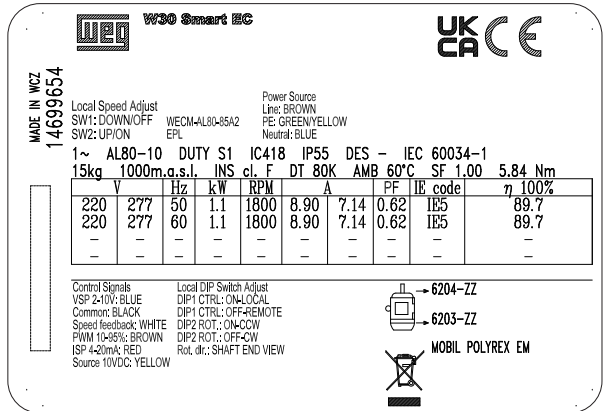 WEG
W30 Smart EC
UK CA CE
MADE IN WCZ
14699654
Local Speed Adjust
SW1: DOWN/OFF WECM-AL80-85A2
SW2: UP/ON EPL
Power Source
Line: BROWN
PE: GREEN/YELLOW
Neutral: BLUE
1~ AL80-10 DUTY S1 IC418 IP55 DES - IEC 60034-1
15kg 1000m.a.s.l. INS cl. F DT 80K AMB 60°C SF 1.00 5.84 Nm
V Hz kW RPM A PF IE code η 100%
220 277 50 1.1 1800 8.90 7.14 0.62 IE5 89.7
220 277 60 1.1 1800 8.90 7.14 0.62 IE5 89.7
- - - - - - - - - -
- - - - - - - - - -
Control Signals
VSP 2-10V: BLUE
Common: BLACK
Speed feedback: WHITE
PWM 10-95%: BROWN
ISP 4-20mA: RED
Source 10VDC: YELLOW
Local DIP Switch Adjust
DIP1 CTRL: ON-LOCAL
DIP1 CTRL: OFF-REMOTE
DIP2 ROT.: ON-CCW
DIP2 ROT.: OFF-CW
Rot. dir.: SHAFT END VIEW
6204-ZZ
6203-ZZ
MOBIL POLYREX EM